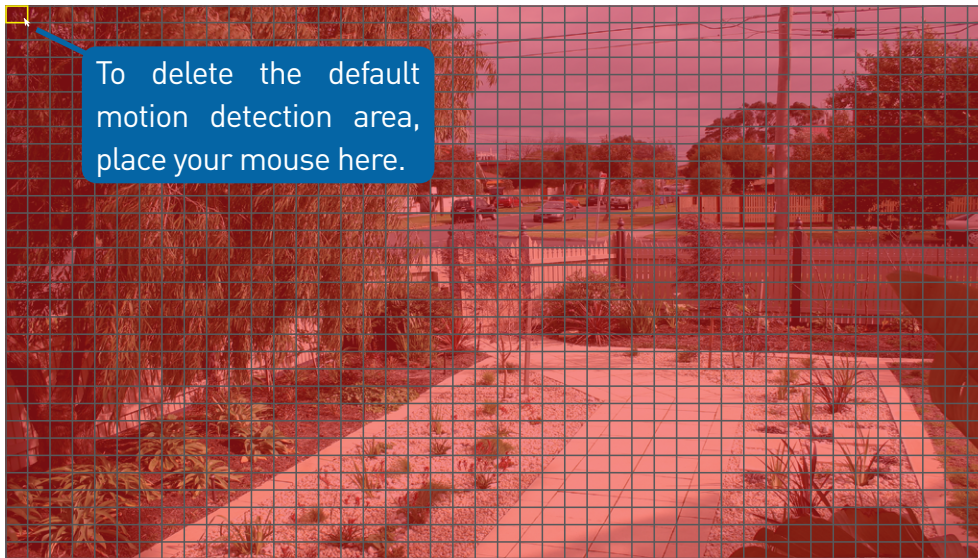 To delete the default
motion detection area,
place your mouse here.